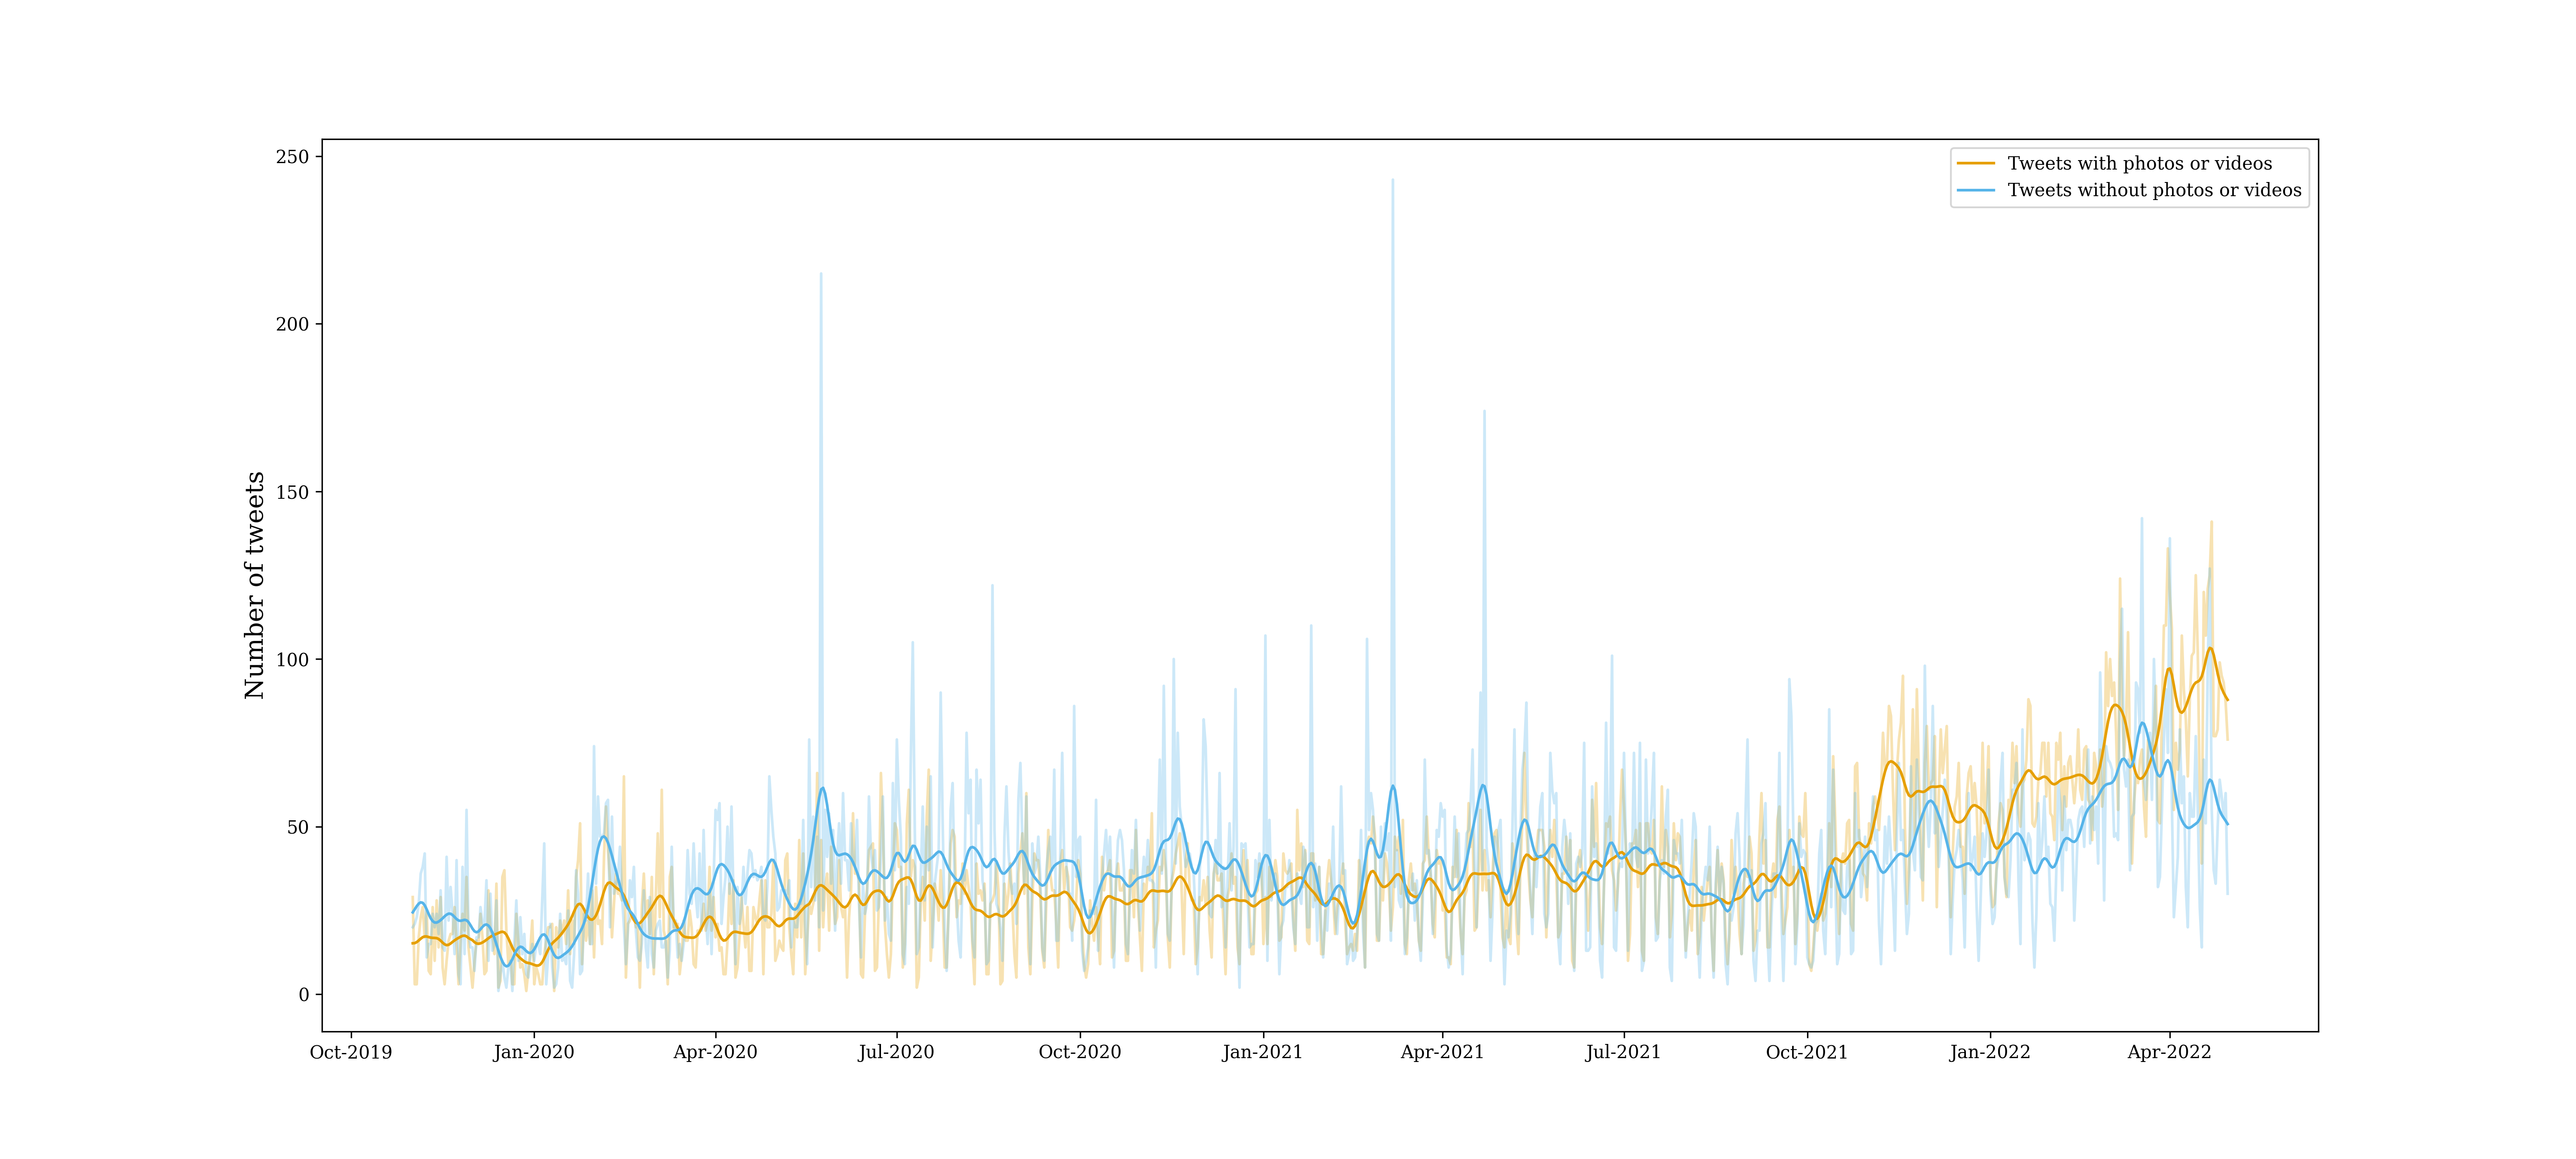 Tweets with photos or videos
Tweets without photos or videos
Number of tweets
250
200
150
100
50
0
Oct-2019 Jan-2020 Apr-2020 Jul-2020 Oct-2020 Jan-2021 Apr-2021 Jul-2021 Oct-2021 Jan-2022 Apr-2022